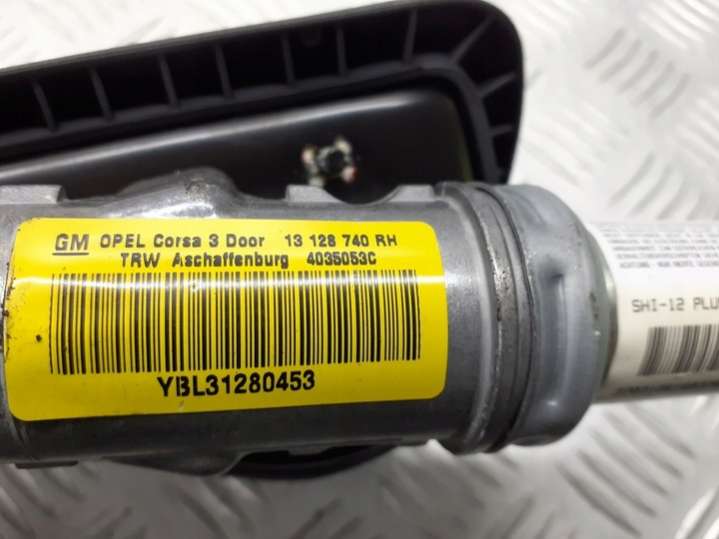 GM OPEL Corsa 3 Door 13 128 740 RH
TRW Aschaffenburg 4035053C
YBL31280453
SHI-12 PLU